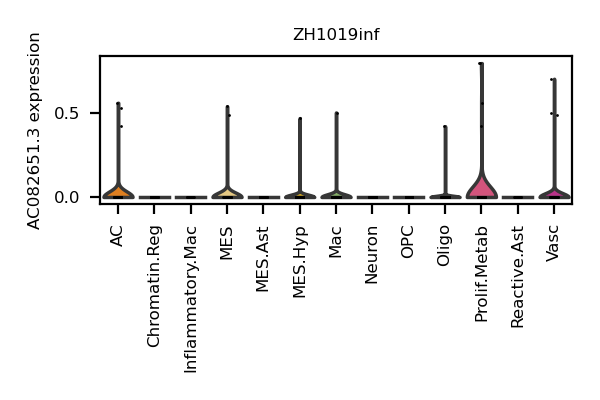 ZH1019inf
AC082651.3 expression
0.5
0.0
AC
Chromatin.Reg
Inflammatory.Mac
MES
MES.Ast
MES.Hyp
Mac
Neuron
OPC
Oligo
Prolif.Metab
Reactive.Ast
Vasc